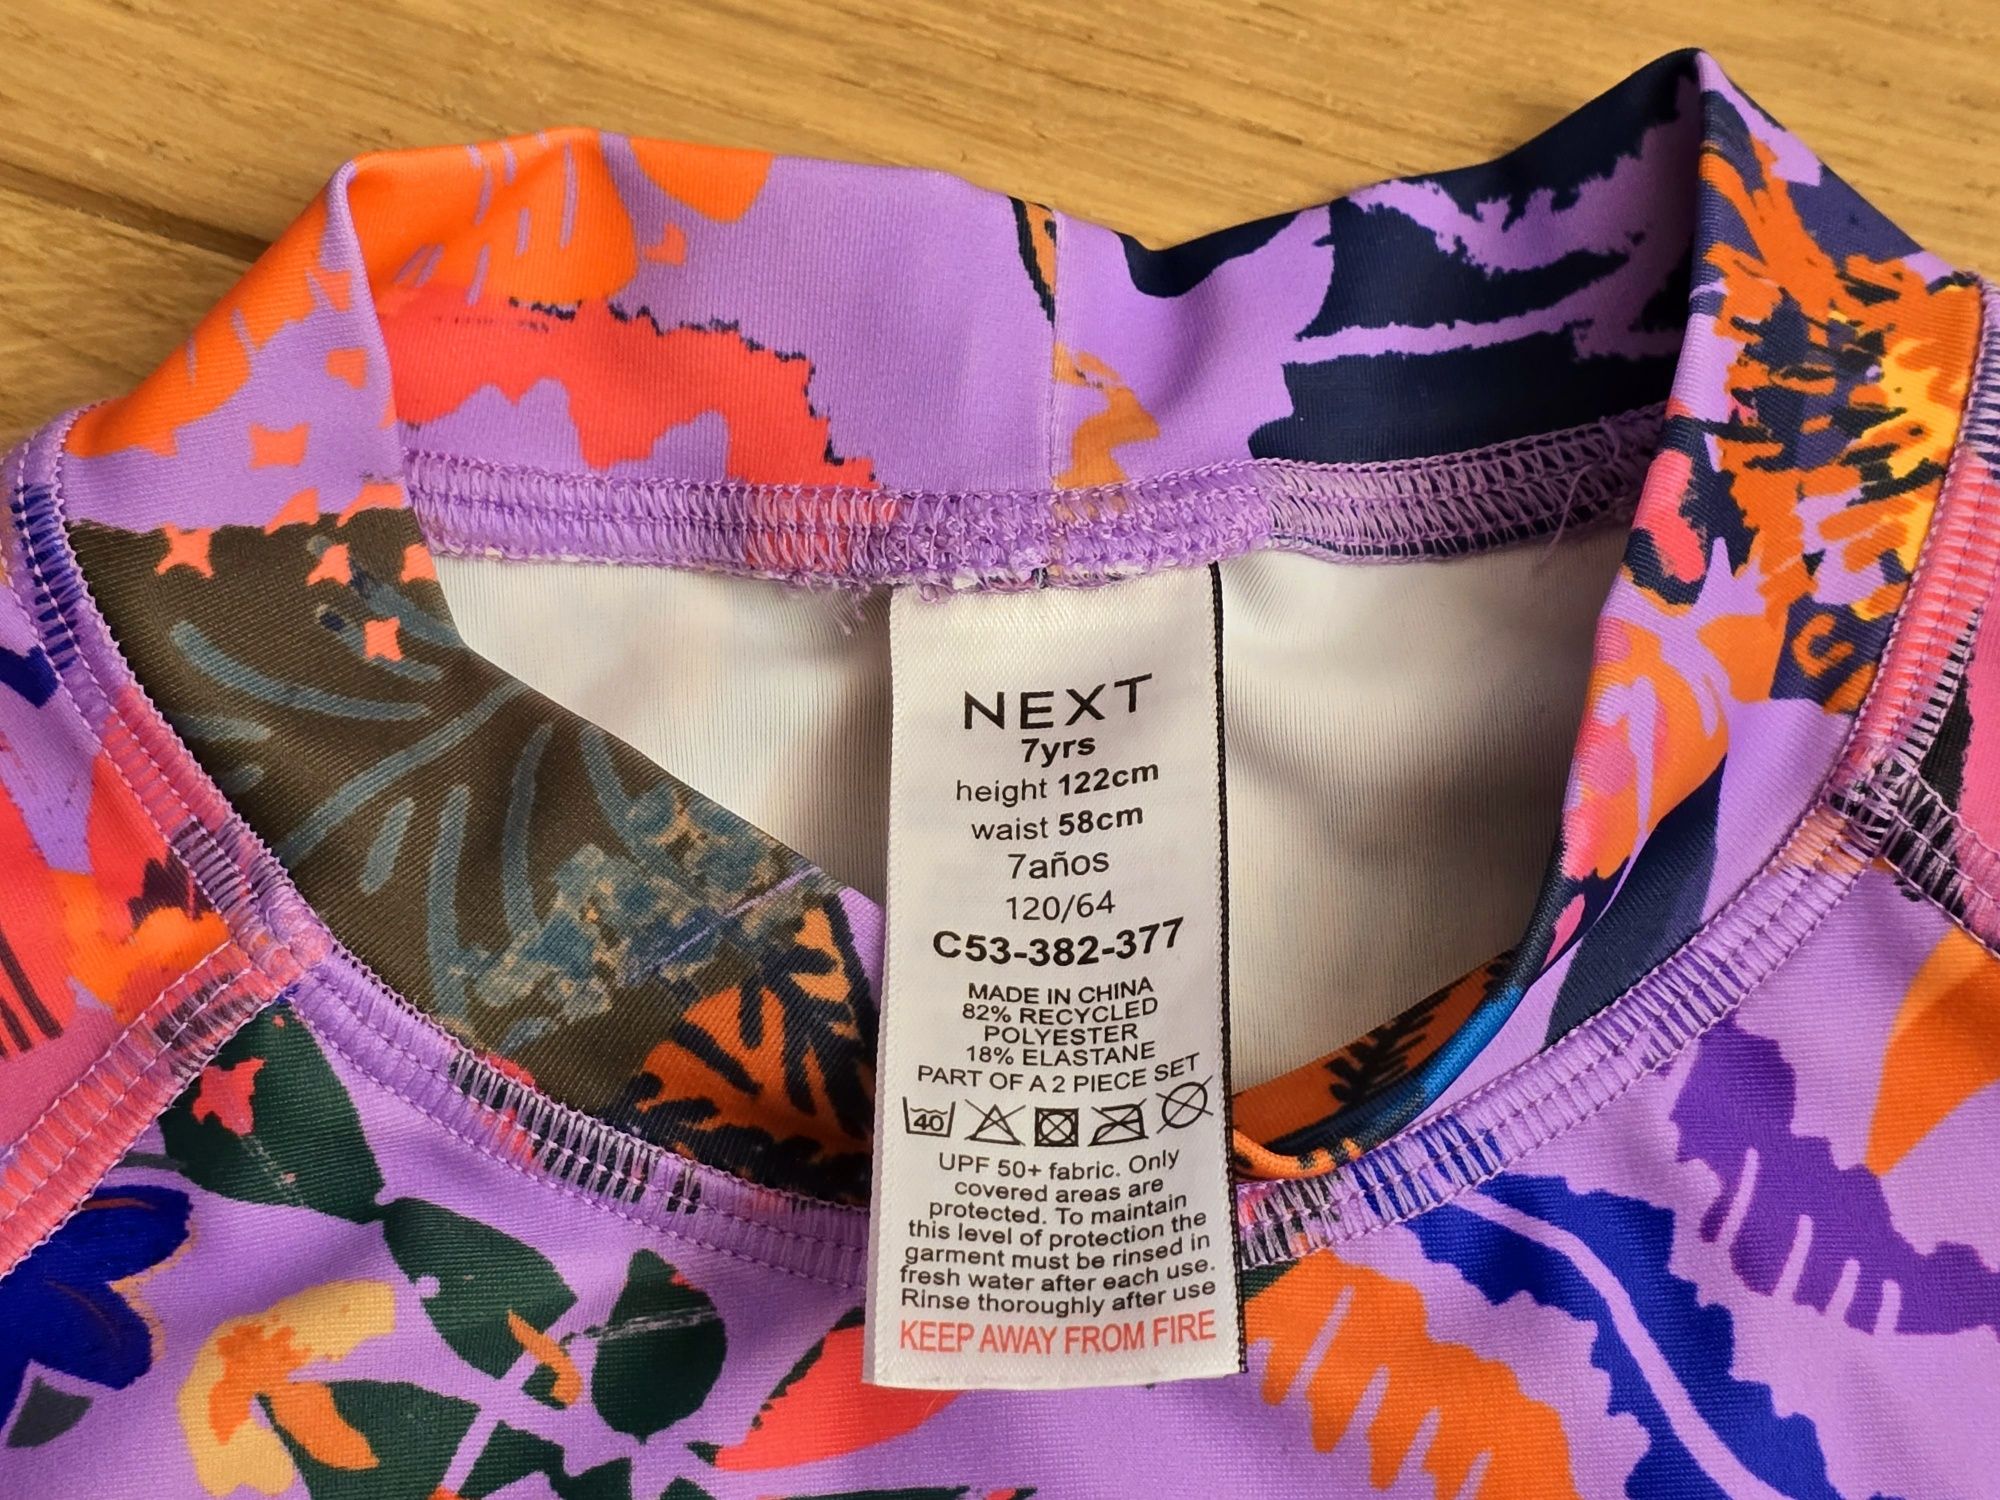 NEXT
7yrs
height 122cm
waist 58cm
7años
120/64
C53-382-377
MADE IN CHINA
82% RECYCLED
POLYESTER
18% ELASTANE
PART OF A 2 PIECE SET
40
UPF 50+ fabric. Only
covered areas are
protected. To maintain
this level of protection the
garment must be rinsed in
fresh water after each use.
Rinse thoroughly after use
KEEP AWAY FROM FIRE